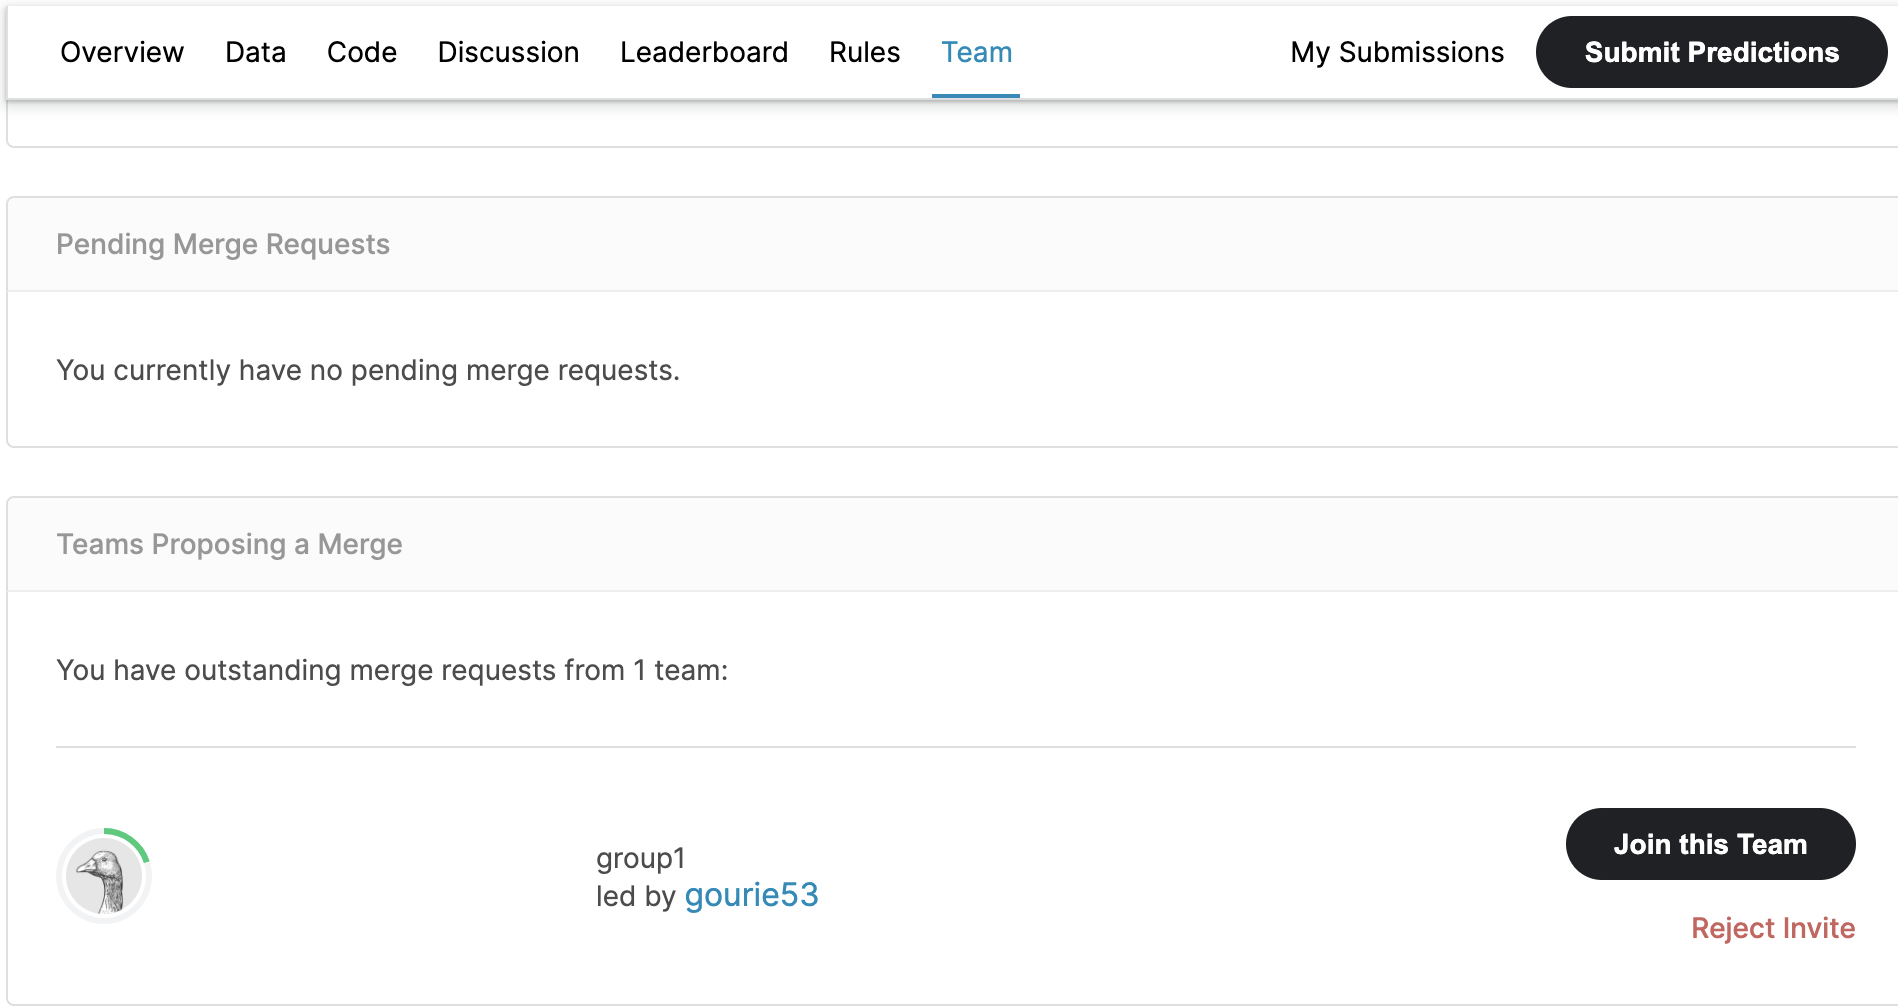 Overview Data Code Discussion Leaderboard Rules Team My Submissions Submit Predictions
Pending Merge Requests
You currently have no pending merge requests.
Teams Proposing a Merge
You have outstanding merge requests from 1 team:
group1
led by gourie53
Join this Team
Reject Invite